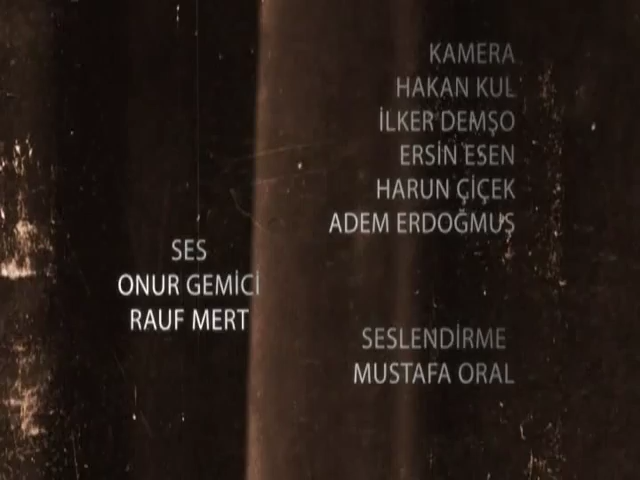 KAMERA
HAKAN KUL
İLKER DEMŞO
ERSİN ESEN
HARUN ÇİÇEK
ADEM ERDOĞMUŞ
SES
ONUR GEMİCİ
RAUF MERT
SESLENDİRME
MUSTAFA ORAL